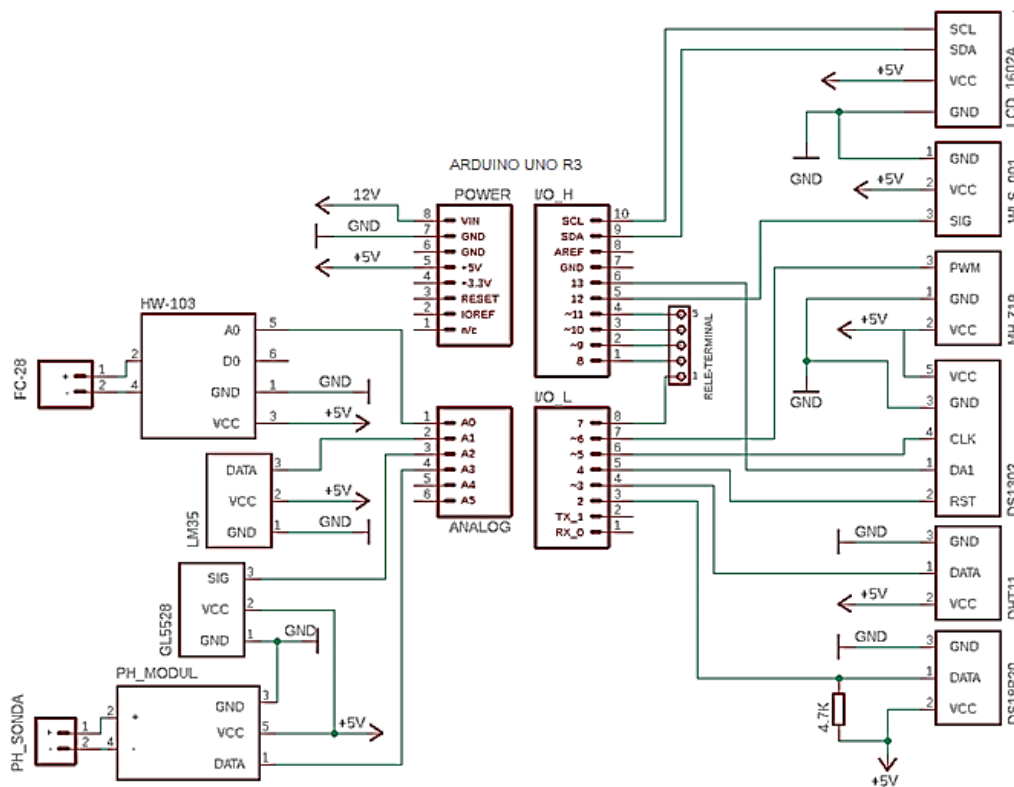 ARDUINO UNO R3
POWER
12V
GND
+5V
8 VIN
7 GND
6 GND
5 +5V
4 +3.3V
3 RESET
2 IOREF
1 n/c
I/O_H
SCL 10
SDA 9
AREF 8
GND 7
13 6
12 5
~11 4
~10 3
~9 2
8 1
5
1
RELE-TERMINAL
I/O_L
7 8
~6 7
~5 6
4 5
~3 4
2 3
TX_1 2
RX_0 1
1 A0
2 A1
3 A2
4 A3
5 A4
6 A5
ANALOG
HW-103
A0 5
D0 6
GND 1
VCC 3
GND
+5V
2
4
FC-28
+ 1
- 2
LM35
DATA 3
VCC 2
GND 1
+5V
GND
GL5528
SIG 3
VCC 2
GND 1
GND
PH_MODUL
GND 3
VCC 5
DATA 1
+5V
2 +
4 -
PH_SONDA
+ 1
- 2
SCL
SDA
VCC
GND
+5V
GND
LCD_1602A
1 GND
2 VCC
3 SIG
+5V
3 PWM
1 GND
2 VCC
+5V
GND
5 VCC
3 GND
4 CLK
1 DA1
2 RST
DS1302
3 GND
1 DATA
2 VCC
GND
+5V
DHT11
3 GND
1 DATA
2 VCC
GND
4.7K
+5V